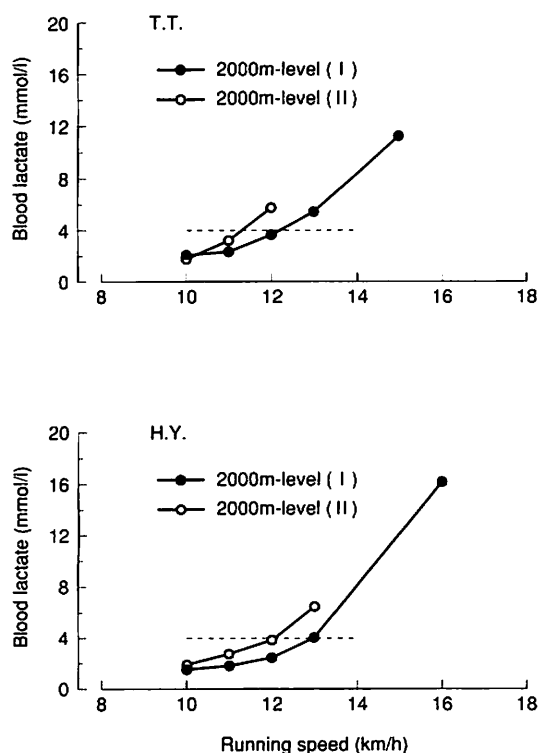 T.T.
2000m-level ( I )
2000m-level ( II )
Blood lactate (mmol/l)
20
16
12
8
4
0
8 10 12 14 16 18
H.Y.
2000m-level ( I )
2000m-level ( II )
Blood lactate (mmol/l)
20
16
12
8
4
0
8 10 12 14 16 18
Running speed (km/h)